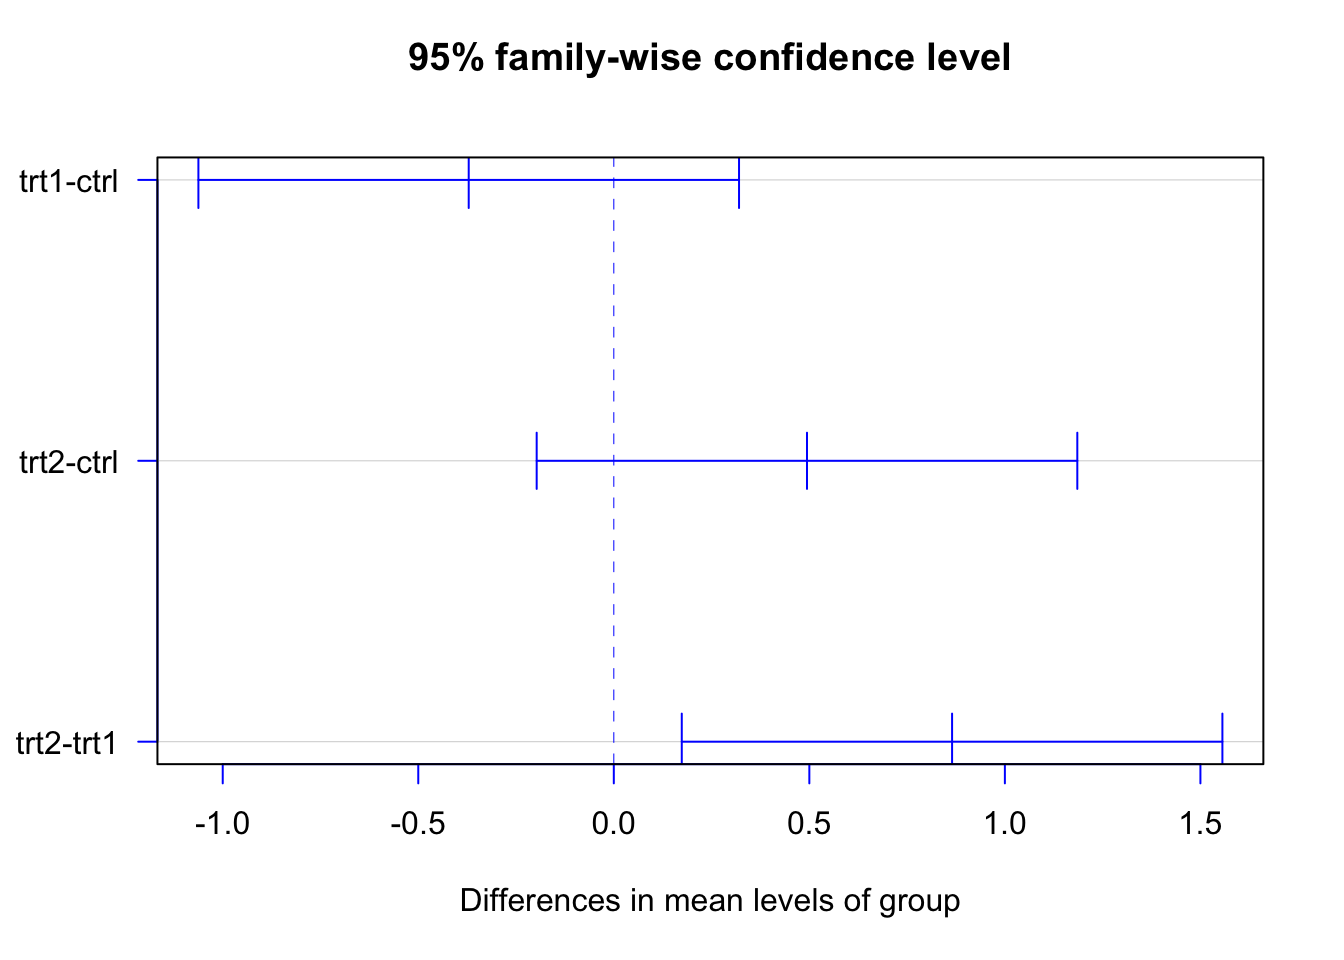 95% family-wise confidence level
trt1-ctrl
trt2-ctrl
trt2-trt1
-1.0 -0.5 0.0 0.5 1.0 1.5
Differences in mean levels of group